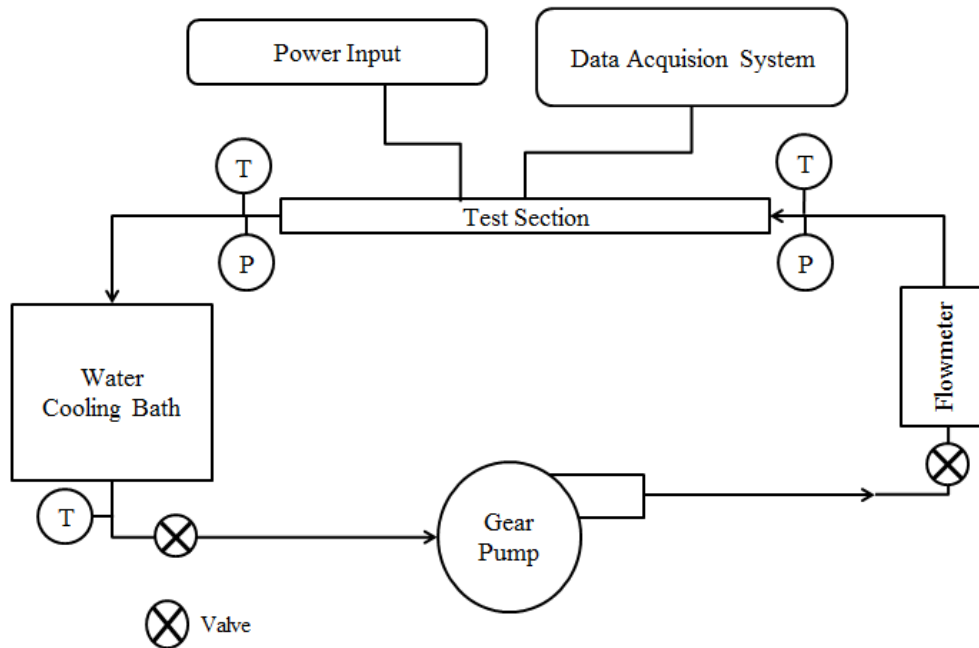 Power Input
Data Acquision System
T
T
Test Section
P
P
Water
Cooling Bath
Flowmeter
T
Gear
Pump
Valve